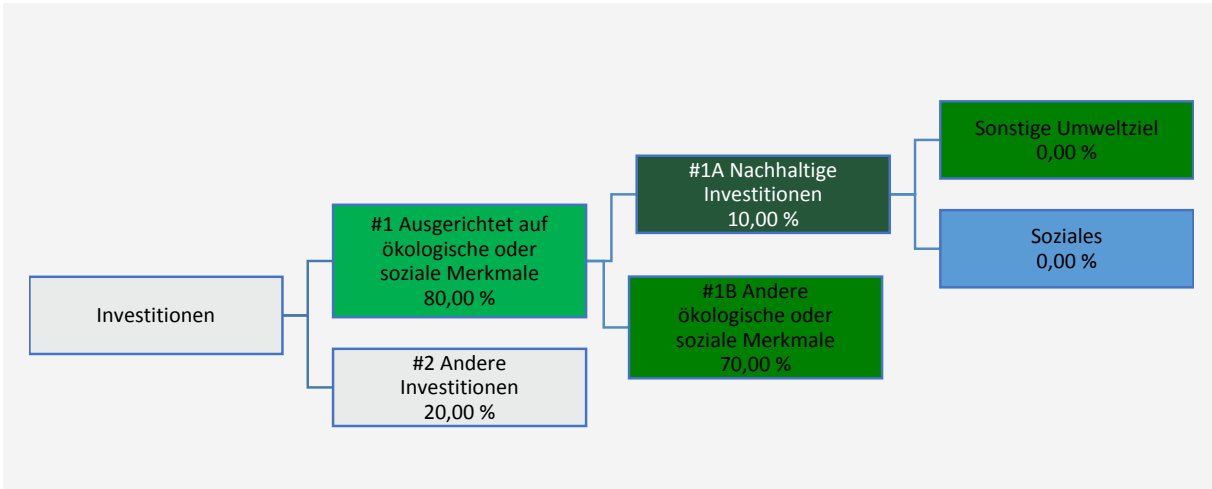 Investitionen
#1 Ausgerichtet auf
ökologische oder
soziale Merkmale
80,00 %
#2 Andere
Investitionen
20,00 %
#1A Nachhaltige
Investitionen
10,00 %
#1B Andere
ökologische oder
soziale Merkmale
70,00 %
Sonstige Umweltziel
0,00 %
Soziales
0,00 %